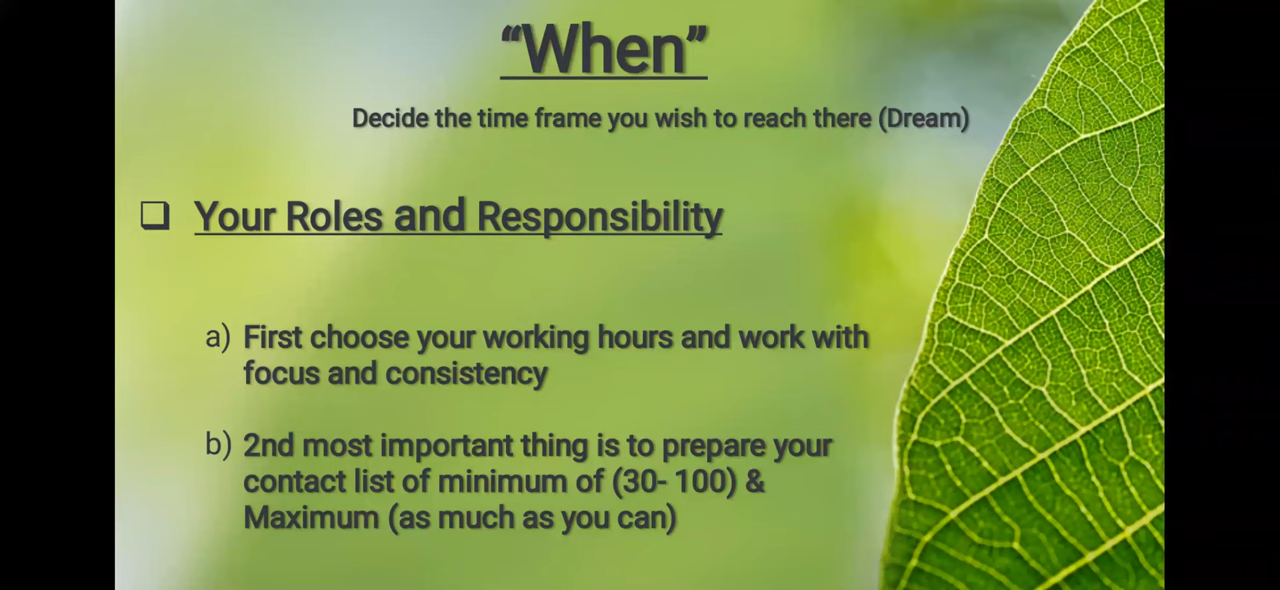 “When”
Decide the time frame you wish to reach there (Dream)
❑ Your Roles and Responsibility
a) First choose your working hours and work with
focus and consistency
b) 2nd most important thing is to prepare your
contact list of minimum of (30- 100) &
Maximum (as much as you can)